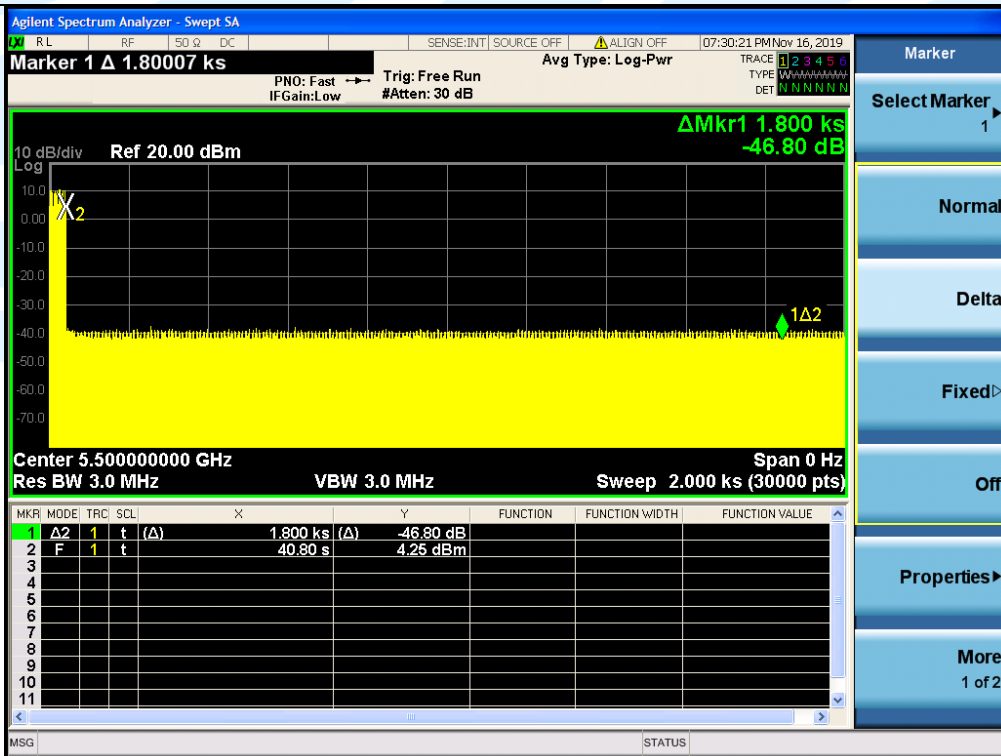 Agilent Spectrum Analyzer - Swept SA
LXI RL RF 50 Ω DC SENSE:INT SOURCE OFF ALIGN OFF 07:30:21 PM Nov 16, 2019
Marker 1 Δ 1.80007 ks
PNO: Fast
IFGain:Low
Trig: Free Run
#Atten: 30 dB
Avg Type: Log-Pwr
TRACE 1 2 3 4 5 6
TYPE W
DET N N N N N N
ΔMkr1 1.800 ks
-46.80 dB
10 dB/div Ref 20.00 dBm
Log
10.0
0.00
-10.0
-20.0
-30.0
-40.0
-50.0
-60.0
-70.0
X2
1Δ2
Center 5.500000000 GHz Span 0 Hz
Res BW 3.0 MHz VBW 3.0 MHz Sweep 2.000 ks (30000 pts)
MKR MODE TRC SCL X Y FUNCTION FUNCTION WIDTH FUNCTION VALUE
1 Δ2 1 t (Δ) 1.800 ks (Δ) -46.80 dB
2 F 1 t 40.80 s 4.25 dBm
3
4
5
6
7
8
9
10
11
MSG STATUS
Marker
Select Marker
1
Normal
Delta
Fixed
Off
Properties
More
1 of 2